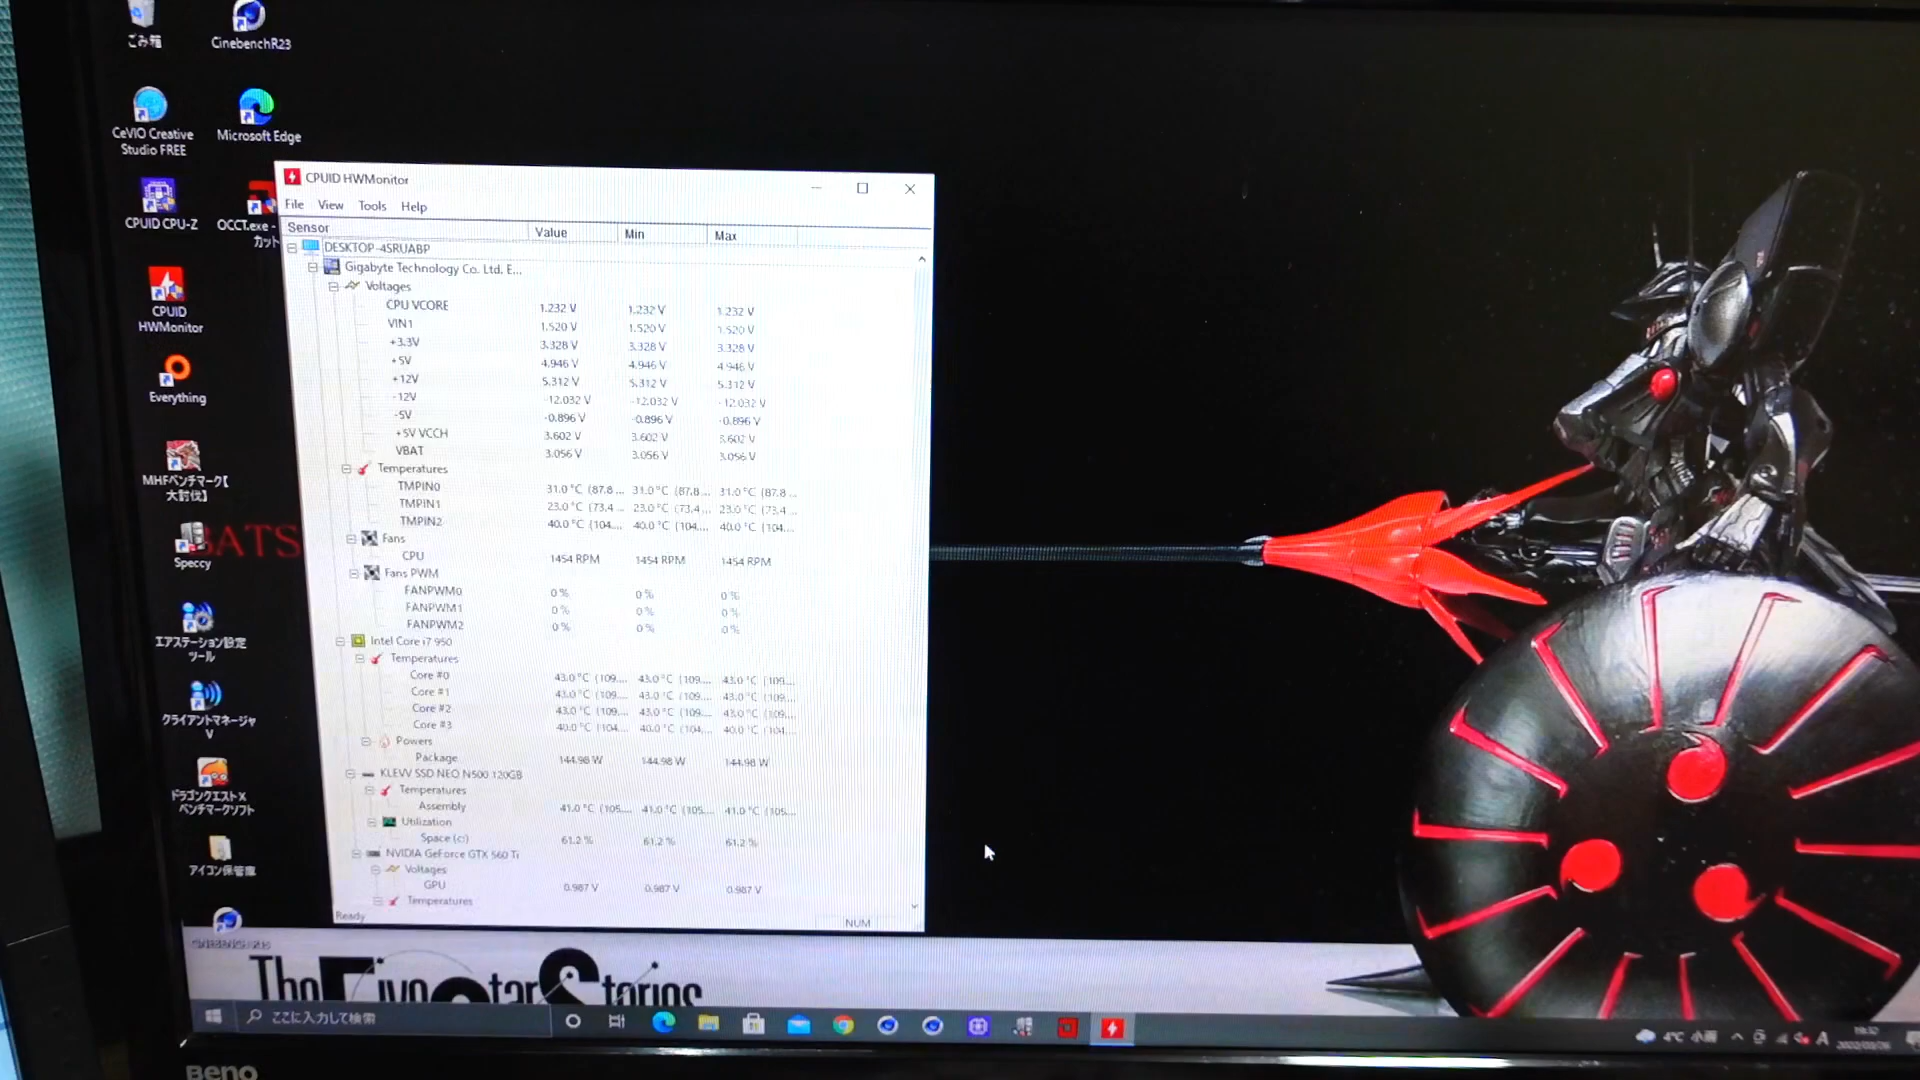 ごみ箱
CinebenchR23
CeVIO Creative
Studio FREE
Microsoft Edge
CPUID CPU-Z
OCCT.exe -
カット
CPUID
HWMonitor
Everything
MHFベンチマーク【
大討伐】
BATS
Speccy
エアステーション設定
ツール
クライアントマネージャ
V
ドラゴンクエストX
ベンチマークソフト
アイコン保管庫
CPUID HWMonitor
File View Tools Help
Sensor Value Min Max
DESKTOP-4SRUABP
Gigabyte Technology Co. Ltd. E...
Voltages
CPU VCORE 1.232 V 1.232 V 1.232 V
VIN1 1.520 V 1.520 V 1.520 V
+3.3V 3.328 V 3.328 V 3.328 V
+5V 4.946 V 4.946 V 4.946 V
+12V 5.312 V 5.312 V 5.312 V
-12V -12.032 V -12.032 V -12.032 V
-5V -0.896 V -0.896 V -0.896 V
+5V VCCH 3.602 V 3.602 V 3.602 V
VBAT 3.056 V 3.056 V 3.056 V
Temperatures
TMPIN0 31.0 °C (87.8 ... 31.0 °C (87.8 ... 31.0 °C (87.8 ...
TMPIN1 23.0 °C (73.4 ... 23.0 °C (73.4 ... 23.0 °C (73.4 ...
TMPIN2 40.0 °C (104.... 40.0 °C (104.... 40.0 °C (104....
Fans
CPU 1454 RPM 1454 RPM 1454 RPM
Fans PWM
FANPWM0 0 % 0 % 0 %
FANPWM1 0 % 0 % 0 %
FANPWM2 0 % 0 % 0 %
Intel Core i7 950
Temperatures
Core #0 43.0 °C (109.... 43.0 °C (109.... 43.0 °C (109....
Core #1 43.0 °C (109.... 43.0 °C (109.... 43.0 °C (109....
Core #2 43.0 °C (109.... 43.0 °C (109.... 43.0 °C (109....
Core #3 40.0 °C (104.... 40.0 °C (104.... 40.0 °C (104....
Powers
Package 144.98 W 144.98 W 144.98 W
KLEVV SSD NEO N500 120GB
Temperatures
Assembly 41.0 °C (105.... 41.0 °C (105.... 41.0 °C (105....
Utilization
Space (c:) 61.2 % 61.2 % 61.2 %
NVIDIA GeForce GTX 560 Ti
Voltages
GPU 0.987 V 0.987 V 0.987 V
Temperatures
Ready NUM
The Five Star Stories
ここに入力して検索
4°C 小雨 A
BenQ